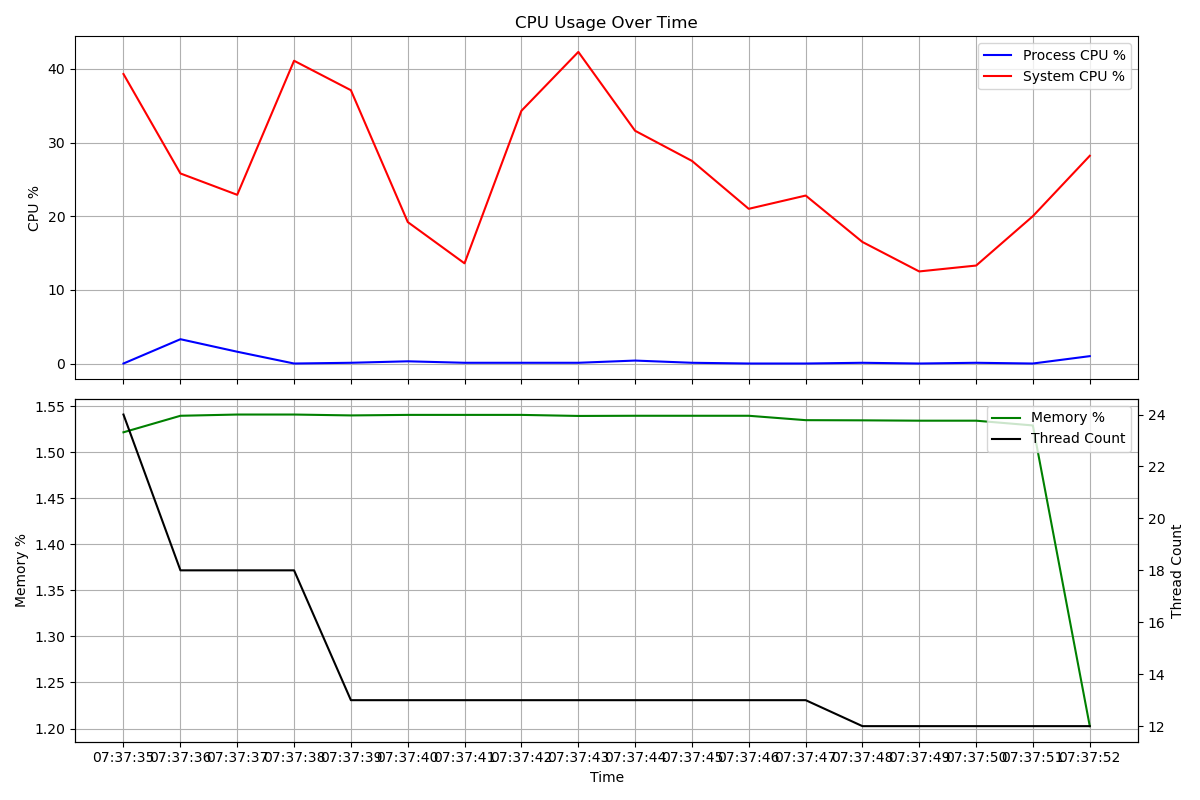 CPU Usage Over Time
Process CPU %
System CPU %
40
30
20
10
0
CPU %
Memory %
Thread Count
1.55
1.50
1.45
1.40
1.35
1.30
1.25
1.20
Memory %
24
22
20
18
16
14
12
Thread Count
07:37:35 07:37:36 07:37:37 07:37:38 07:37:39 07:37:40 07:37:41 07:37:42 07:37:43 07:37:44 07:37:45 07:37:46 07:37:47 07:37:48 07:37:49 07:37:50 07:37:51 07:37:52
Time